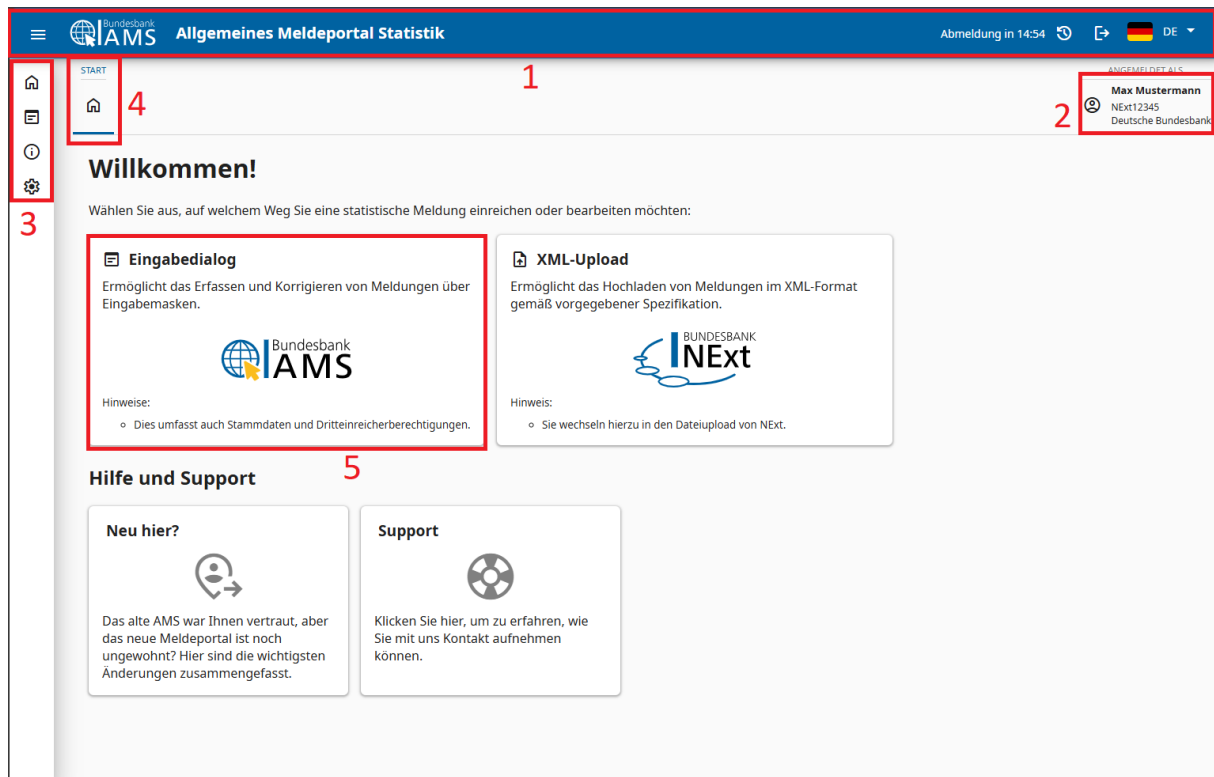 Bundesbank
AMS
Allgemeines Meldeportal Statistik
Abmeldung in 14:54
DE
START
1
ANGEMELDET ALS
4
2
Max Mustermann
NExt12345
Deutsche Bundesbank
Willkommen!
3
Wählen Sie aus, auf welchem Weg Sie eine statistische Meldung einreichen oder bearbeiten möchten:
Eingabedialog
Ermöglicht das Erfassen und Korrigieren von Meldungen über
Eingabemasken.
Bundesbank
AMS
Hinweise:
Dies umfasst auch Stammdaten und Dritteinreicherberechtigungen.
5
XML-Upload
Ermöglicht das Hochladen von Meldungen im XML-Format
gemäß vorgegebener Spezifikation.
BUNDESBANK
NExt
Hinweis:
Sie wechseln hierzu in den Dateiupload von NExt.
Hilfe und Support
Neu hier?
Das alte AMS war Ihnen vertraut, aber
das neue Meldeportal ist noch
ungewohnt? Hier sind die wichtigsten
Änderungen zusammengefasst.
Support
Klicken Sie hier, um zu erfahren, wie
Sie mit uns Kontakt aufnehmen
können.